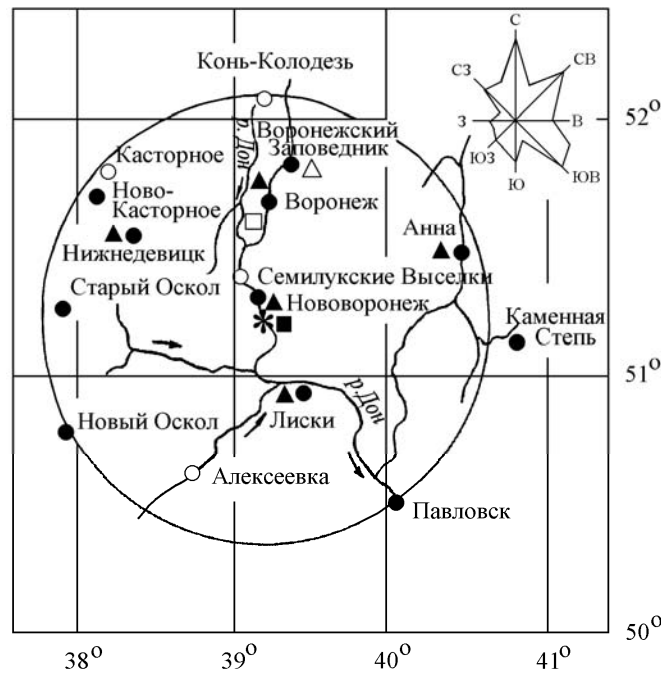 С
СВ
В
ЮВ
Ю
ЮЗ
З
СЗ
Конь-Колодезь
52°
р. Дон
Воронежский
Заповедник
Касторное
Ново-
Касторное
Воронеж
Анна
Нижнедевицк
Старый Оскол
Семилукские Выселки
Нововоронеж
Каменная
Степь
51°
р.Дон
Новый Оскол
Лиски
Алексеевка
Павловск
50°
38° 39° 40° 41°